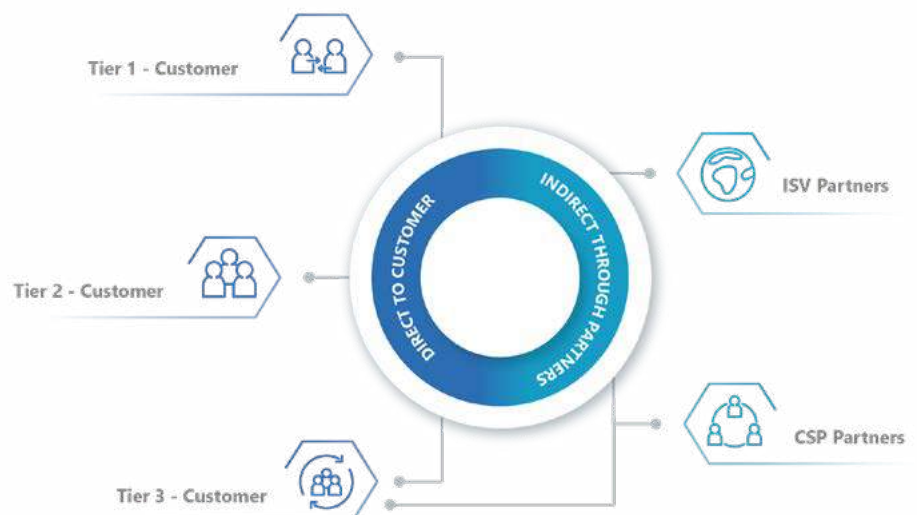 Tier 1 - Customer
ISV Partners
DIRECT TO CUSTOMER
INDIRECT THROUGH PARTNERS
Tier 2 - Customer
CSP Partners
Tier 3 - Customer